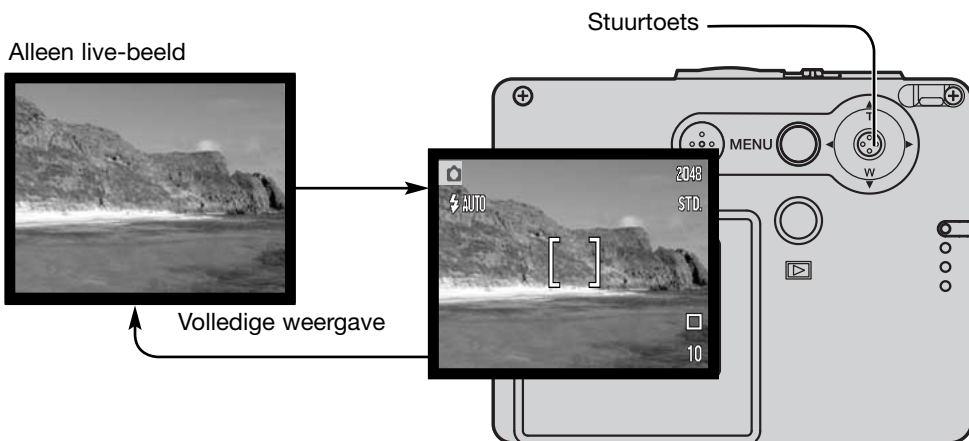 Stuurtoets
Alleen live-beeld
MENU
T
W
2048
AUTO
STD.
Volledige weergave
10